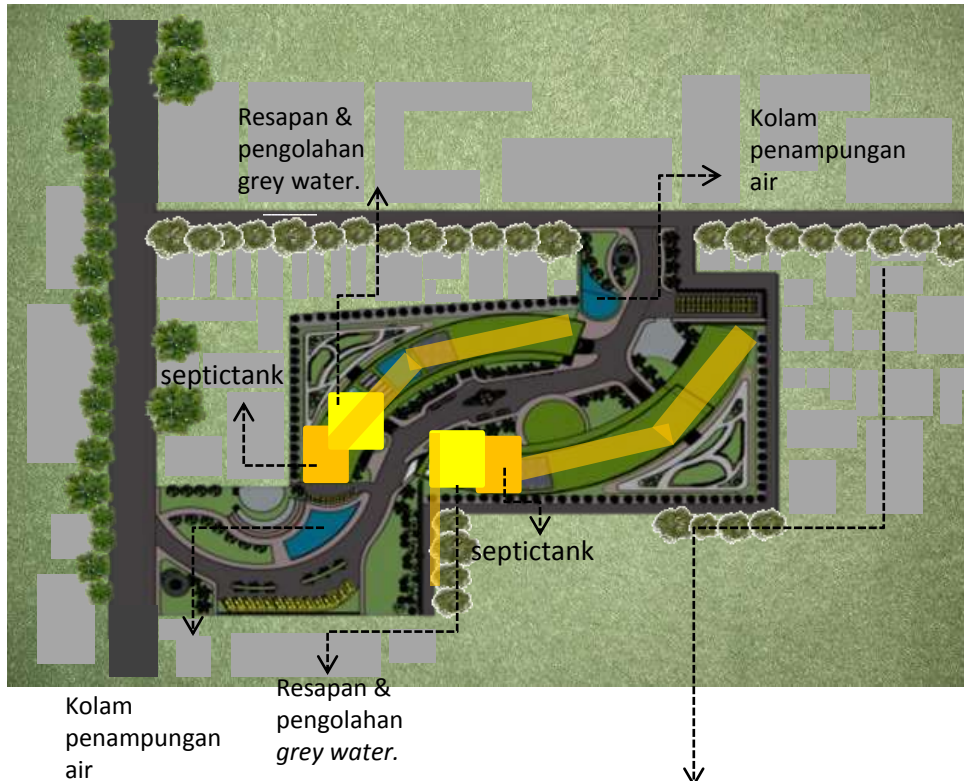 Resapan &
pengolahan
grey water.
Kolam
penampungan
air
septictank
septictank
Kolam
penampungan
air
Resapan &
pengolahan
grey water.